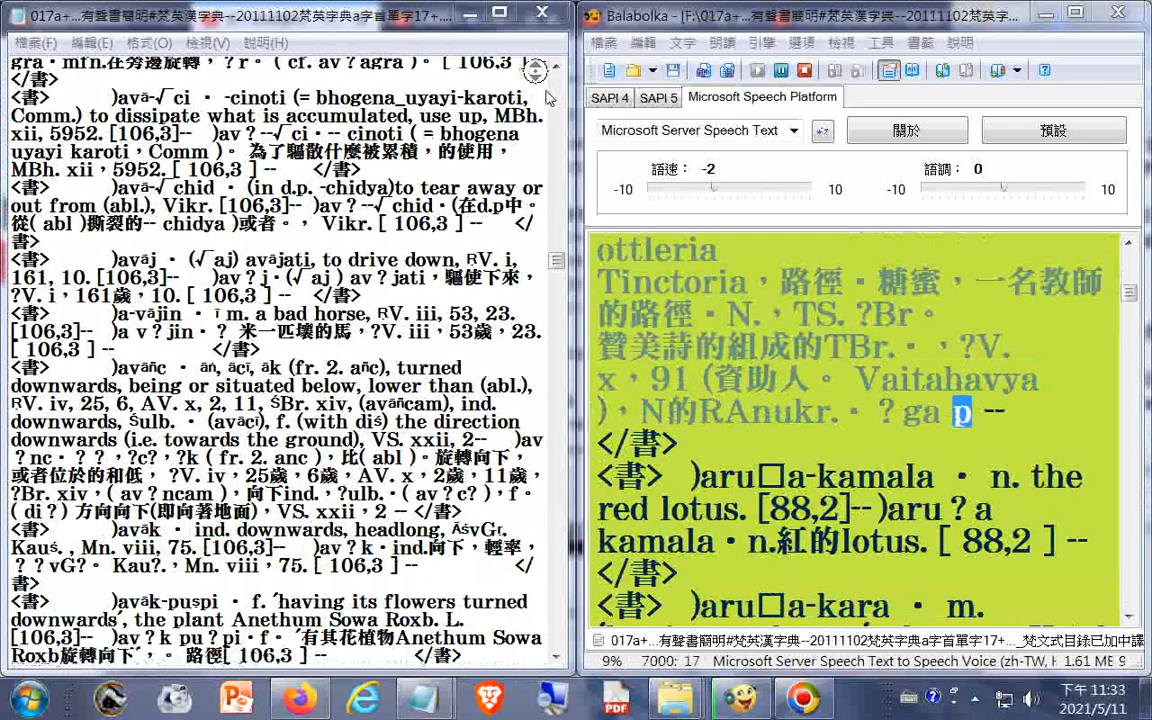 017a+...有聲書簡明#梵英漢字典--20111102梵英字典a字首單字17+...
檔案(F) 編輯(E) 格式(O) 檢視(V) 說明(H)
gra・mfn.在旁邊旋轉，?r。( cf. av？agra )。[ 106,3 ]
</書>
<書> )avā-√ci ・ -cinoti (= bhogena_uyayi-karoti,
Comm.) to dissipate what is accumulated, use up, MBh.
xii, 5952. [106,3]-- )av？--√ci・-- cinoti ( = bhogena
uyayi karoti，Comm )。 為了驅散什麼被累積，的使用，
MBh. xii，5952. [ 106,3 ] -- </書>
<書> )avā-√chid ・ (in d.p. -chidya)to tear away or
out from (abl.), Vikr. [106,3]-- )av？--√chid・(在d.p中。
從( abl )撕裂的-- chidya )或者。， Vikr. [ 106,3 ] -- </
書>
<書> )avāj ・ (√aj) avājati, to drive down, RV. i,
161, 10. [106,3]-- )av？j・(√aj ) av？jati，驅使下來，
?V. i，161歲，10. [ 106,3 ] -- </書>
<書> )a-vājin ・ ī m. a bad horse, RV. iii, 53, 23.
[106,3]-- )a v？jin・？ 米一匹壞的馬，?V. iii，53歲，23.
[ 106,3 ] -- </書>
<書> )avāñc ・ āṅ, ācī, āk (fr. 2. añc), turned
downwards, being or situated below, lower than (abl.),
RV. iv, 25, 6, AV. x, 2, 11, ŚBr. xiv, (avāñcam), ind.
downwards, Śulb. ・ (avācī), f. (with diś) the direction
downwards (i.e. towards the ground), VS. xxii, 2-- )av
？nc・？？,？c?，?k ( fr. 2. anc )，比( abl )。旋轉向下，
或者位於的和低， ?V. iv，25歲，6歲，AV. x，2歲，11歲，
?Br. xiv，( av？ncam )，向下ind.，?ulb.・( av？c? )，f。
( di？) 方向向下(即向著地面)，VS. xxii，2 -- </書>
<書> )avāk ・ ind. downwards, headlong, ĀśvGṛ.
Kauś. , Mn. viii, 75. [106,3]-- )av？k・ind.向下，輕率，
？？vG?。 Kau?.，Mn. viii，75. [ 106,3 ] -- </
書>
<書> )avāk-puṣpi ・ f. 'having its flowers turned
downwards', the plant Anethum Sowa Roxb. L.
[106,3]-- )av？k pu？pi・f。'有其花植物Anethum Sowa
Roxb旋轉向下'，。 路徑[ 106,3 ] -- </書>
Balabolka - [F:\017a+...有聲書簡明#梵英漢字典--20111102梵英字...
檔案 編輯 文字 朗讀 引擎 選項 檢視 工具 書籤 說明
SAPI 4 SAPI 5 Microsoft Speech Platform
Microsoft Server Speech Text 關於 預設
語速： -2 語調： 0
-10 10 -10 10
ottleria
Tinctoria，路徑・糖蜜，一名教師
的路徑・N.，TS. ?Br。
贊美詩的組成的TBr.・，?V.
x，91 (資助人。 Vaitahavya
)，N的RAnukr.・？ga p --
</書>
<書> )aru□a-kamala ・ n. the
red lotus. [88,2]-- )aru？a
kamala・n.紅的lotus. [ 88,2 ] --
</書>
<書> )aru□a-kara ・ m.
017a+...有聲書簡明#梵英漢字典--20111102梵英字典a字首單字17+..._梵文式目錄已加中譯
9% 7000: 17 Microsoft Server Speech Text to Speech Voice (zh-TW, H 1.61 MB 9
下午 11:33
2021/5/11